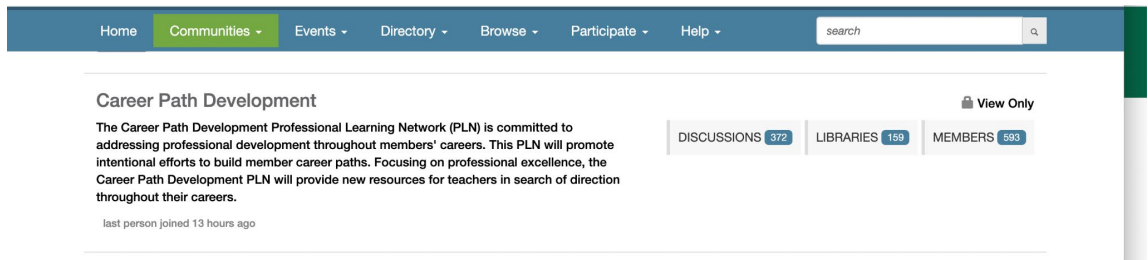 Home Communities Events Directory Browse Participate Help search
Career Path Development
View Only
The Career Path Development Professional Learning Network (PLN) is committed to
addressing professional development throughout members' careers. This PLN will promote
intentional efforts to build member career paths. Focusing on professional excellence, the
Career Path Development PLN will provide new resources for teachers in search of direction
throughout their careers.
DISCUSSIONS 372 LIBRARIES 159 MEMBERS 593
last person joined 13 hours ago